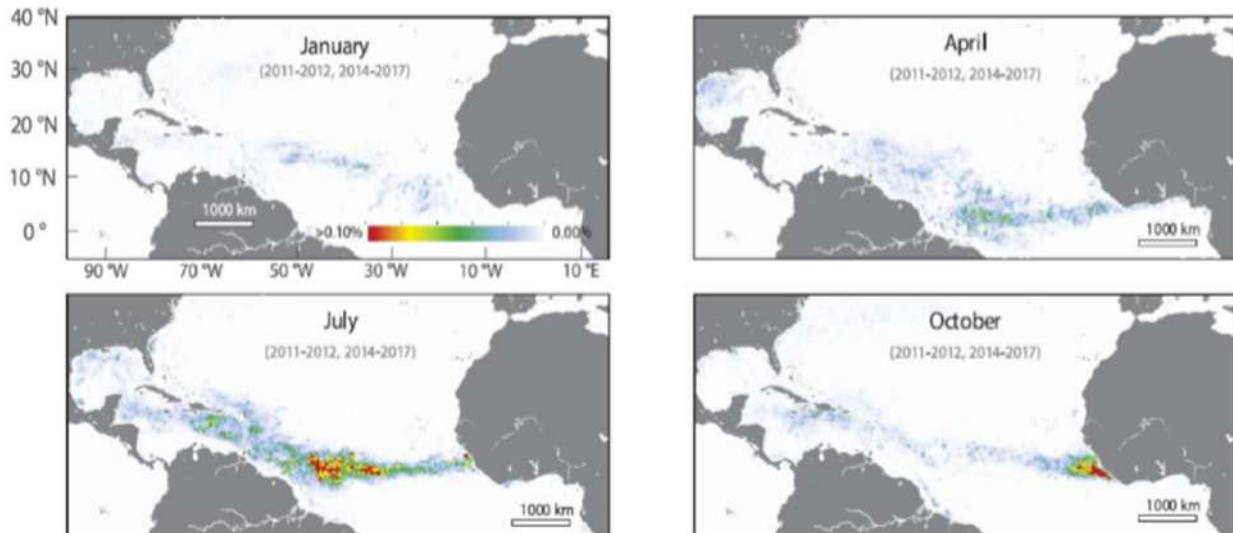 40 °N
30 °N
20 °N
10 °N
0 °
January
(2011-2012, 2014-2017)
1000 km
>0.10%
0.00%
90 °W
70 °W
50 °W
30 °W
10 °W
10 °E
April
(2011-2012, 2014-2017)
1000 km
July
(2011-2012, 2014-2017)
1000 km
October
(2011-2012, 2014-2017)
1000 km